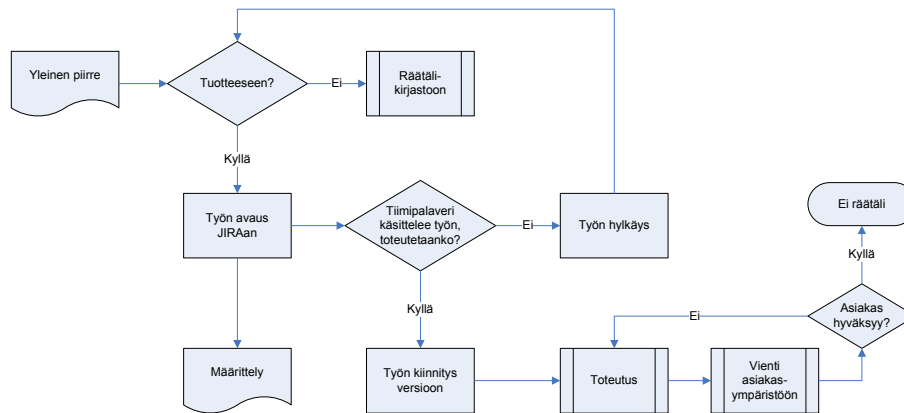 Yleinen piirre
Tuotteeseen?
Ei
Räätäli-
kirjastoon
Kyllä
Työn avaus
JIRAan
Tiimipalaveri
käsittelee työn,
toteutetaanko?
Ei
Työn hylkäys
Ei räätäli
Kyllä
Kyllä
Asiakas
hyväksyy?
Ei
Määrittely
Työn kiinnitys
versioon
Toteutus
Vienti
asiakas-
ympäristöön